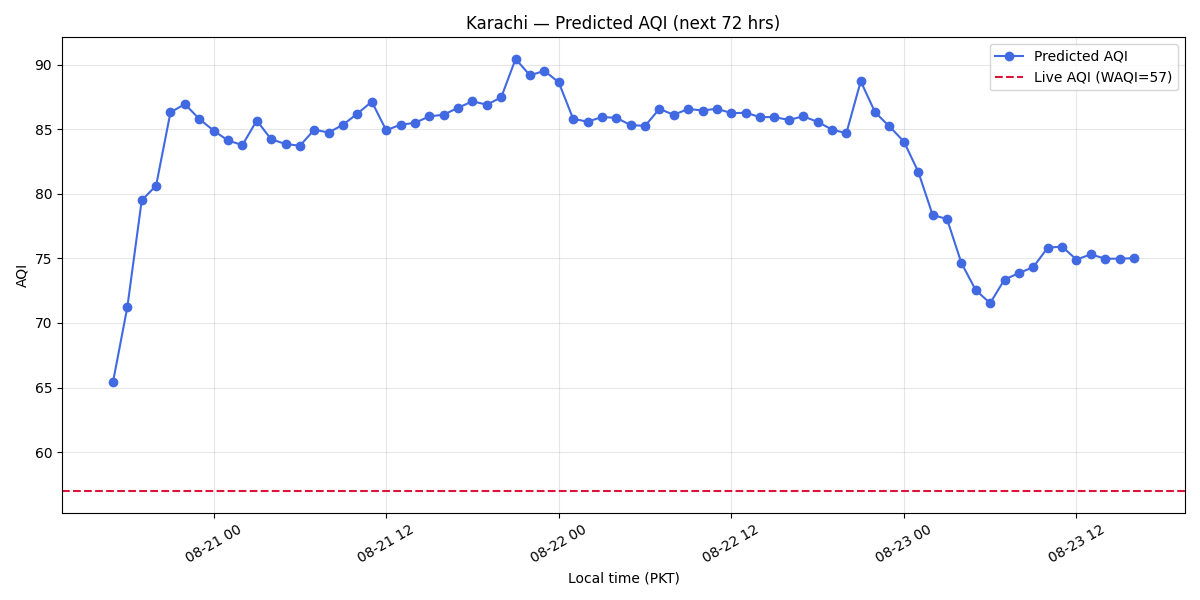 Karachi — Predicted AQI (next 72 hrs)
Predicted AQI
Live AQI (WAQI=57)
90
85
80
75
70
65
60
AQI
08-21 00
08-21 12
08-22 00
08-22 12
08-23 00
08-23 12
Local time (PKT)